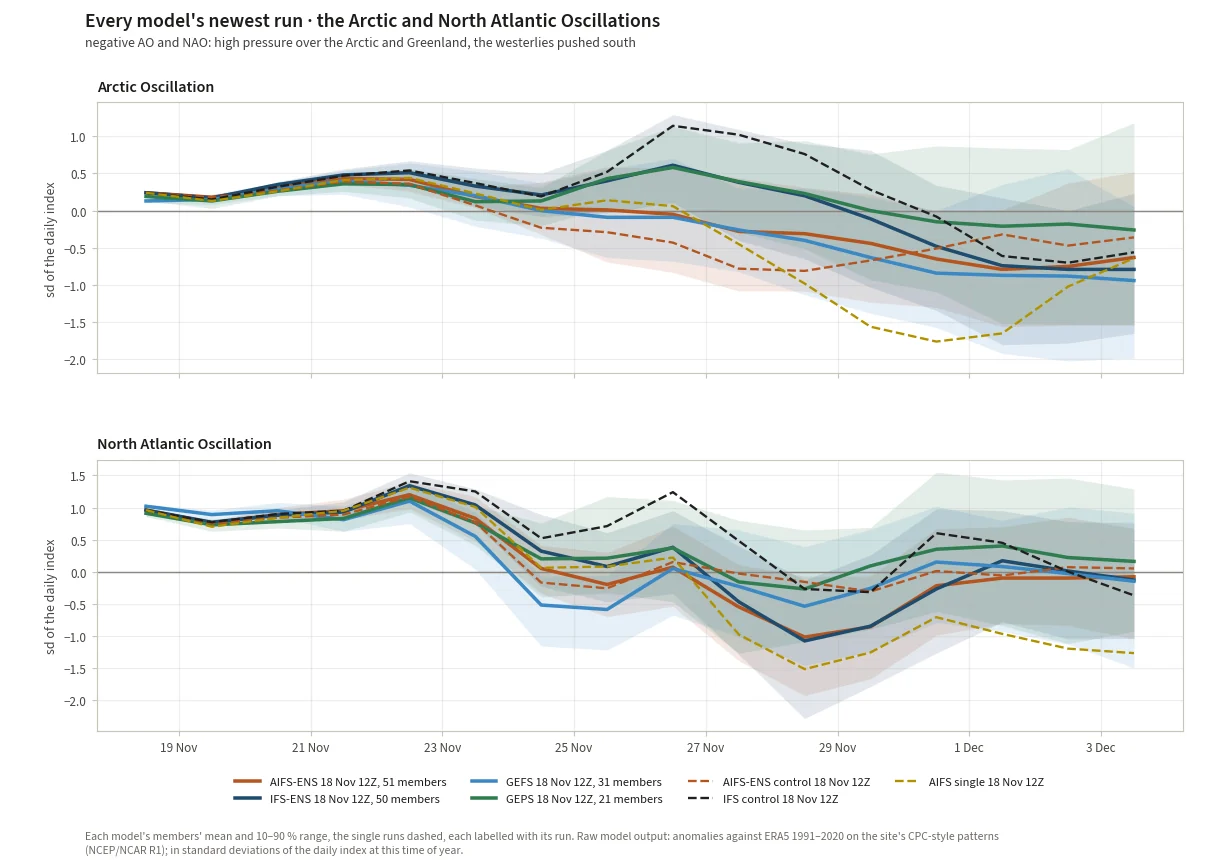 Every model's newest run · the Arctic and North Atlantic Oscillations
negative AO and NAO: high pressure over the Arctic and Greenland, the westerlies pushed south
Arctic Oscillation
sd of the daily index
1.0
0.5
0.0
−0.5
−1.0
−1.5
−2.0
North Atlantic Oscillation
sd of the daily index
1.5
1.0
0.5
0.0
−0.5
−1.0
−1.5
−2.0
19 Nov 21 Nov 23 Nov 25 Nov 27 Nov 29 Nov 1 Dec 3 Dec
AIFS-ENS 18 Nov 12Z, 51 members GEFS 18 Nov 12Z, 31 members AIFS-ENS control 18 Nov 12Z AIFS single 18 Nov 12Z
IFS-ENS 18 Nov 12Z, 50 members GEPS 18 Nov 12Z, 21 members IFS control 18 Nov 12Z
Each model's members' mean and 10–90 % range, the single runs dashed, each labelled with its run. Raw model output: anomalies against ERA5 1991–2020 on the site's CPC-style patterns
(NCEP/NCAR R1); in standard deviations of the daily index at this time of year.